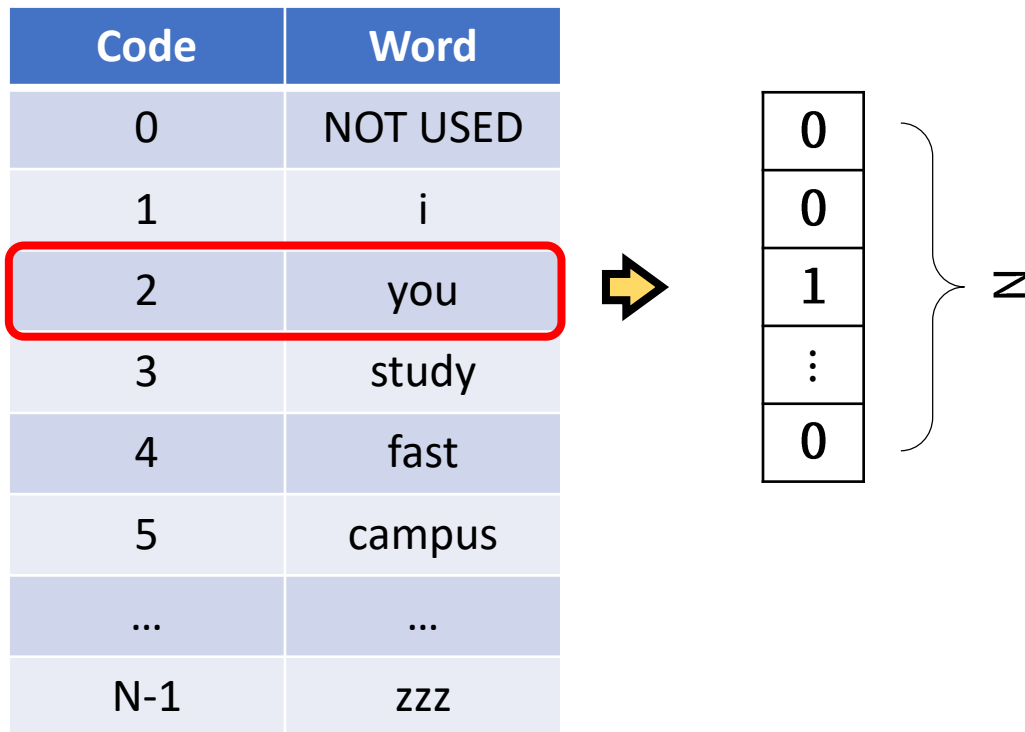 Code Word
0 NOT USED
1 i
2 you
3 study
4 fast
5 campus
... ...
N-1 zzz
0
0
1
⋮
0
N